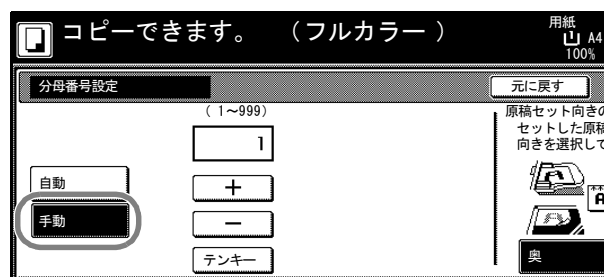 コピーできます。 （フルカラー ）
用紙
1 A4
100%
分母番号設定
元に戻す
( 1～999)
1
自動
手動
＋
－
テンキー
原稿セット向きの
セットした原稿
向きを選択して
A
奥